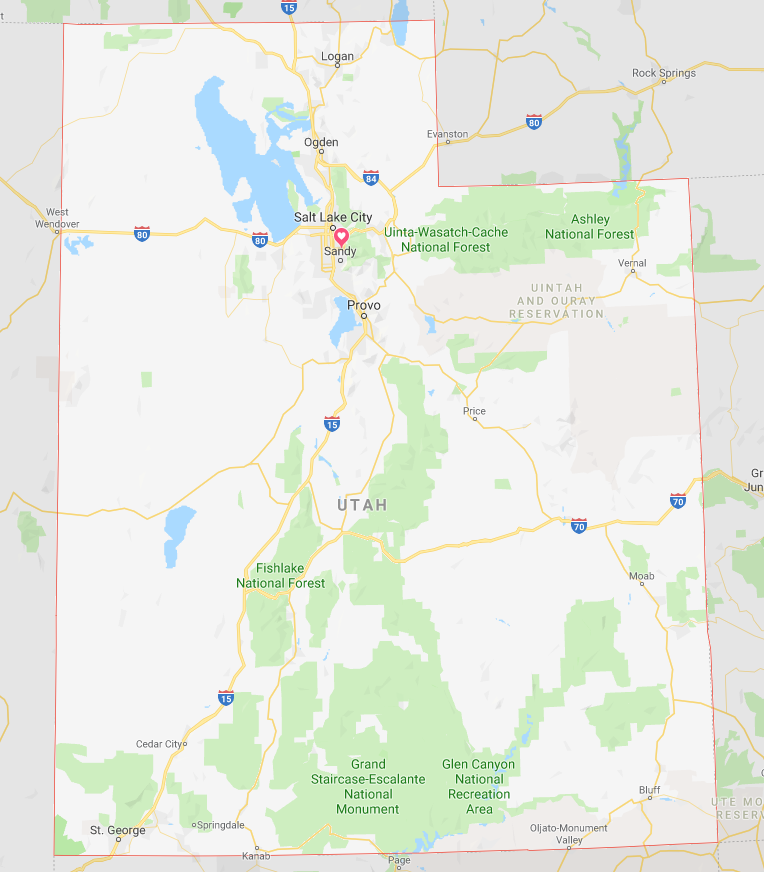 15
Logan
Rock Springs
80
Evanston
Ogden
84
West
Wendover
Salt Lake City
80
80
Sandy
Uinta-Wasatch-Cache
National Forest
Ashley
National Forest
Vernal
UINTAH
AND OURAY
RESERVATION
Provo
Price
15
UTAH
70
70
Fishlake
National Forest
Moab
15
Cedar City
Grand
Staircase-Escalante
National
Monument
Glen Canyon
National
Recreation
Area
Bluff
St. George
Springdale
Oljato-Monument
Valley
Kanab
Page
UTE MO
RESERV
Gr
Jun